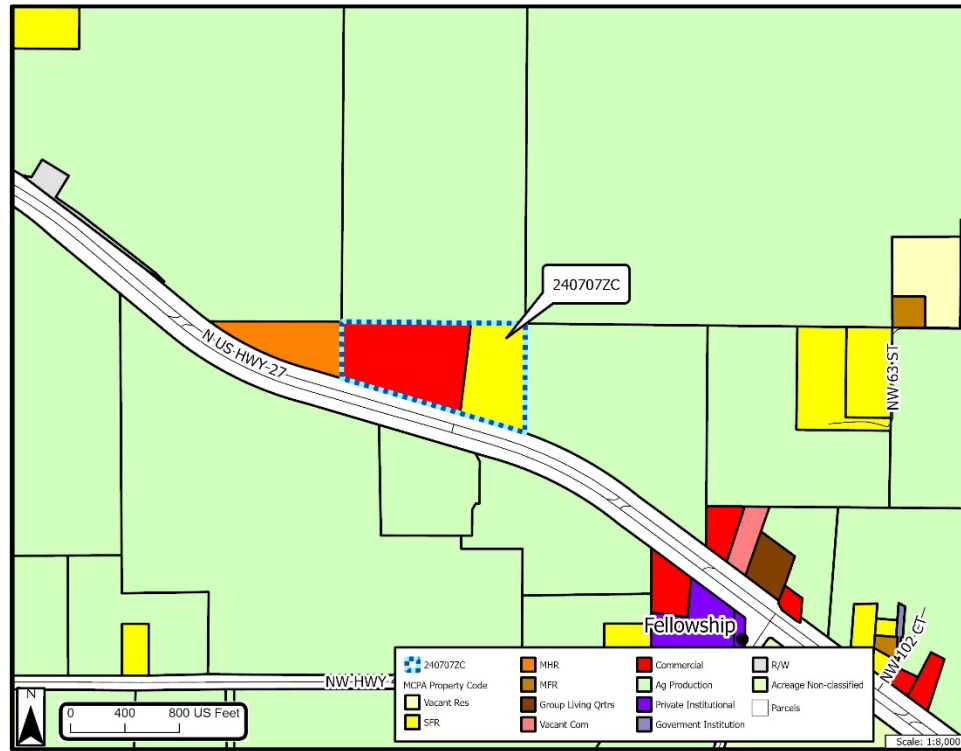 240707ZC
N US HWY 27
NW 63 ST
Fellowship
NW 102 CT
NW HWY
N
0 400 800 US Feet
240707ZC
MCPA Property Code
Vacant Res
SFR
MHR
MFR
Group Living Qrtrs
Vacant Com
Commercial
Ag Production
Private Institutional
Goverment Institution
R/W
Acreage Non-classified
Parcels
Scale: 1:8,000